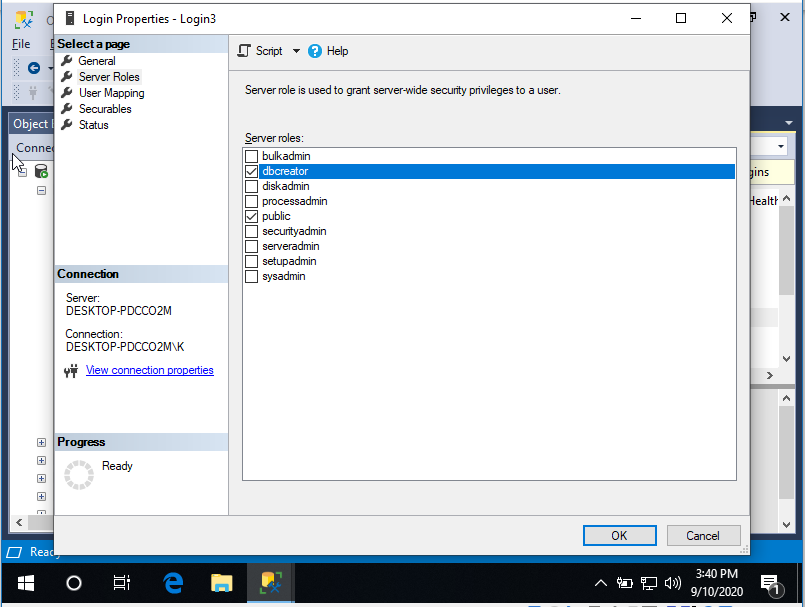 Login Properties - Login3
File
Select a page
General
Server Roles
User Mapping
Securables
Status
Script
Help
Server role is used to grant server-wide security privileges to a user.
Server roles:
bulkadmin
dbcreator
diskadmin
processadmin
public
securityadmin
serveradmin
setupadmin
sysadmin
Connection
Server:
DESKTOP-PDCCO2M
Connection:
DESKTOP-PDCCO2M\K
View connection properties
Progress
Ready
OK
Cancel
Object
Health
Ready
3:40 PM
9/10/2020
1